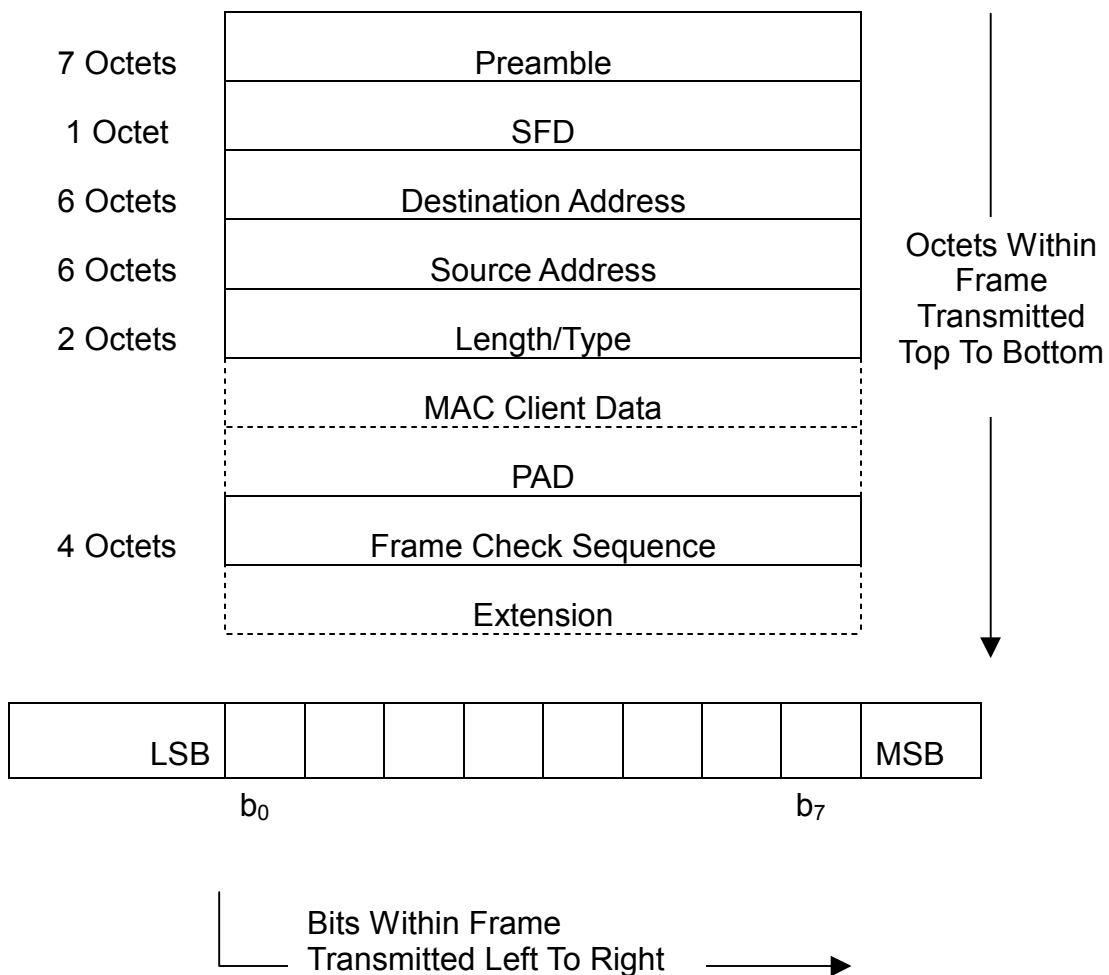 7 Octets Preamble
1 Octet SFD
6 Octets Destination Address
6 Octets Source Address
2 Octets Length/Type
MAC Client Data
PAD
4 Octets Frame Check Sequence
Extension
Octets Within
Frame
Transmitted
Top To Bottom
LSB MSB
b₀ b₇
Bits Within Frame
Transmitted Left To Right